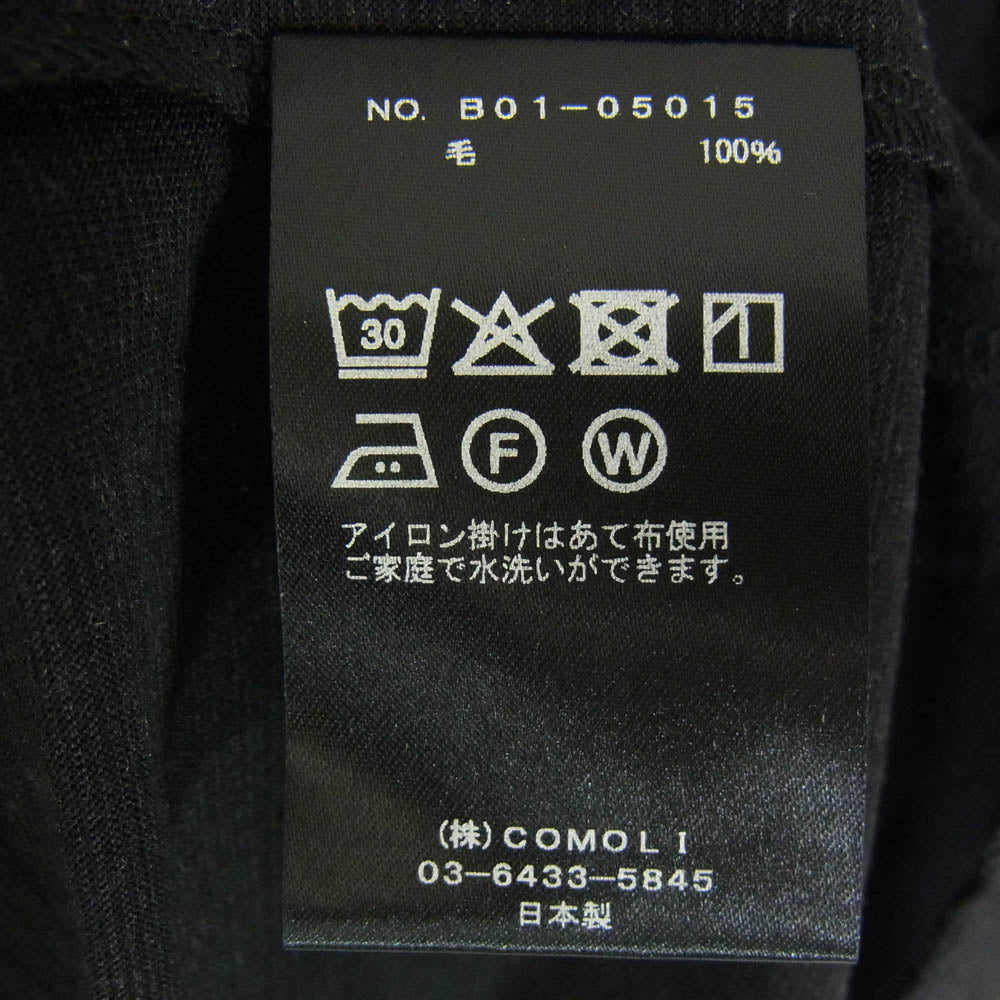 NO. B01-05015
毛 100%
30
F W
アイロン掛けはあて布使用
ご家庭で水洗いができます。
(株)COMOLI
03-6433-5845
日本製